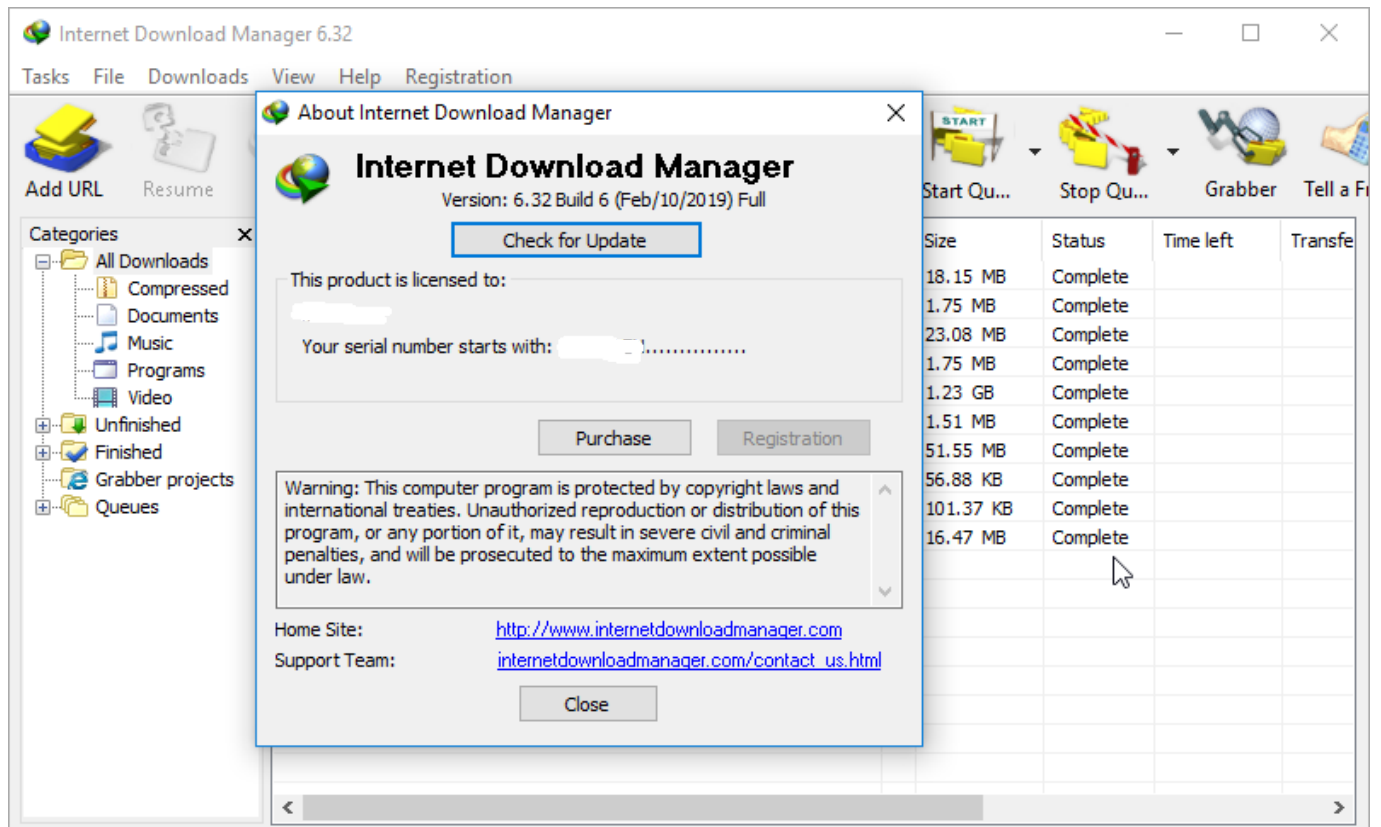 Internet Download Manager 6.32
Tasks File Downloads View Help Registration
Add URL
Resume
Start Qu...
Stop Qu...
Grabber
Tell a Fr
About Internet Download Manager
Internet Download Manager
Version: 6.32 Build 6 (Feb/10/2019) Full
Check for Update
This product is licensed to:
Your serial number starts with:
...............
Purchase
Registration
Warning: This computer program is protected by copyright laws and
international treaties. Unauthorized reproduction or distribution of this
program, or any portion of it, may result in severe civil and criminal
penalties, and will be prosecuted to the maximum extent possible
under law.
Home Site: http://www.internetdownloadmanager.com
Support Team: internetdownloadmanager.com/contact_us.html
Close
Categories
All Downloads
Compressed
Documents
Music
Programs
Video
Unfinished
Finished
Grabber projects
Queues
Size Status Time left Transfe
18.15 MB Complete
1.75 MB Complete
23.08 MB Complete
1.75 MB Complete
1.23 GB Complete
1.51 MB Complete
51.55 MB Complete
56.88 KB Complete
101.37 KB Complete
16.47 MB Complete